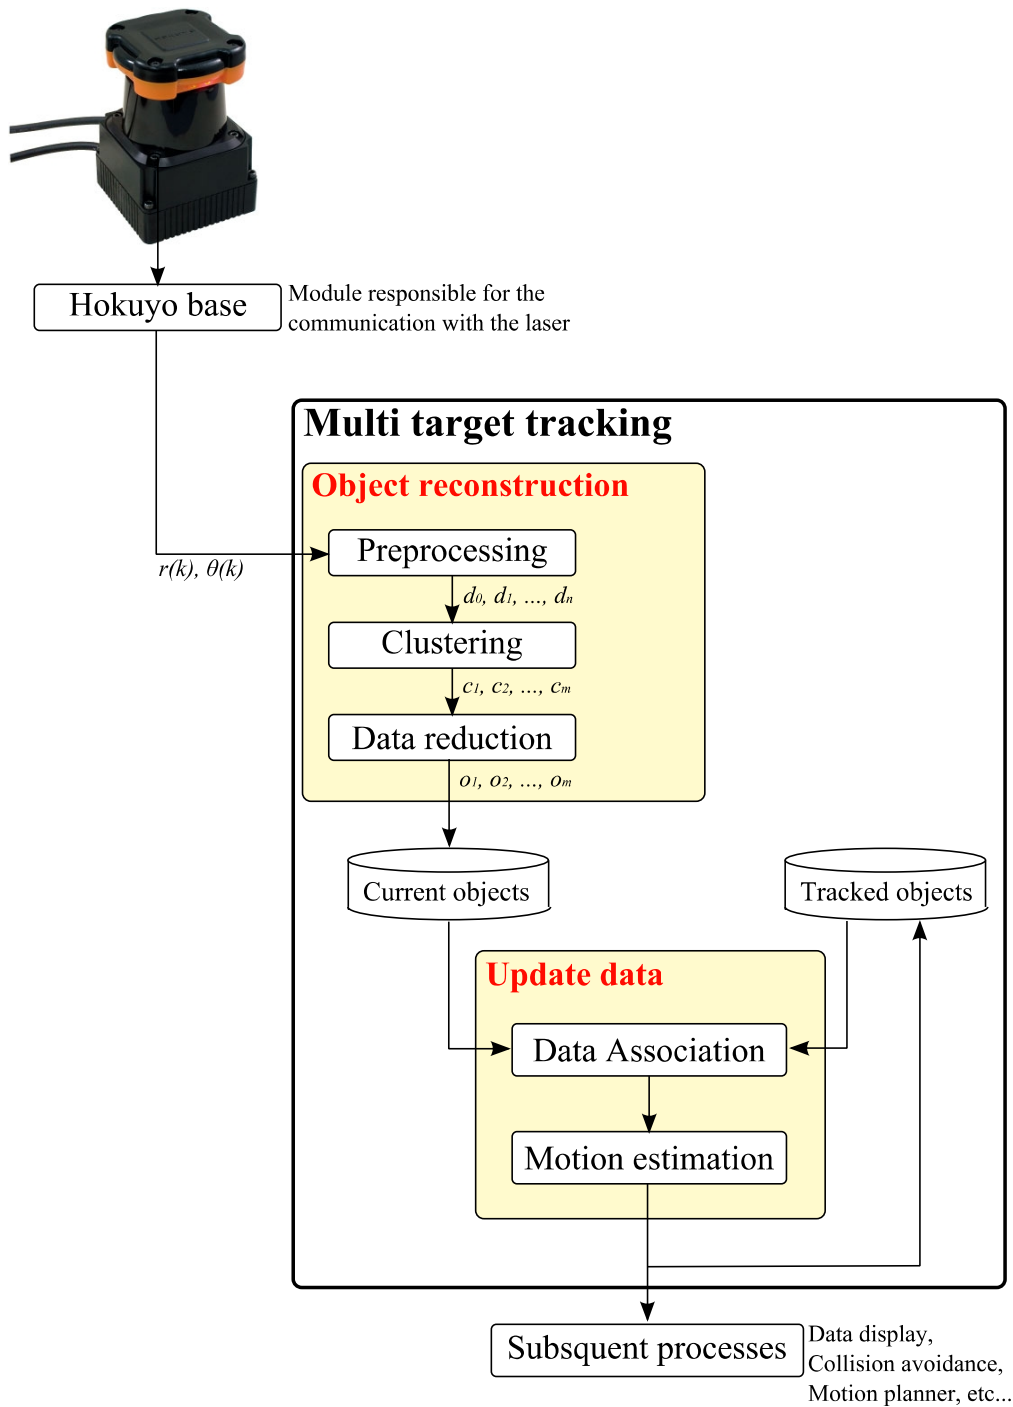 Hokuyo base
Module responsible for the
communication with the laser
Multi target tracking
Object reconstruction
Preprocessing
r(k), θ(k)
d0, d1, ..., dn
Clustering
c1, c2, ..., cm
Data reduction
o1, o2, ..., om
Current objects
Tracked objects
Update data
Data Association
Motion estimation
Subsquent processes
Data display,
Collision avoidance,
Motion planner, etc...